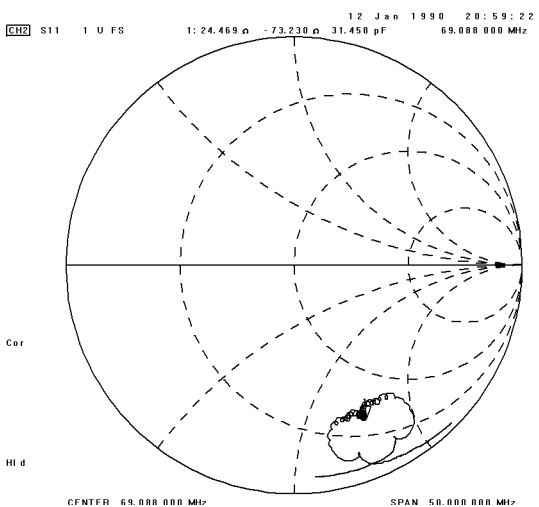 12 Jan 1990 20:59:22
CH2 S11 1 U FS 1: 24.469 Ω -73.230 Ω 31.458 pF 69.088 000 MHz
Cor
Hld
CENTER 69.088 000 MHz SPAN 50.000 000 MHz